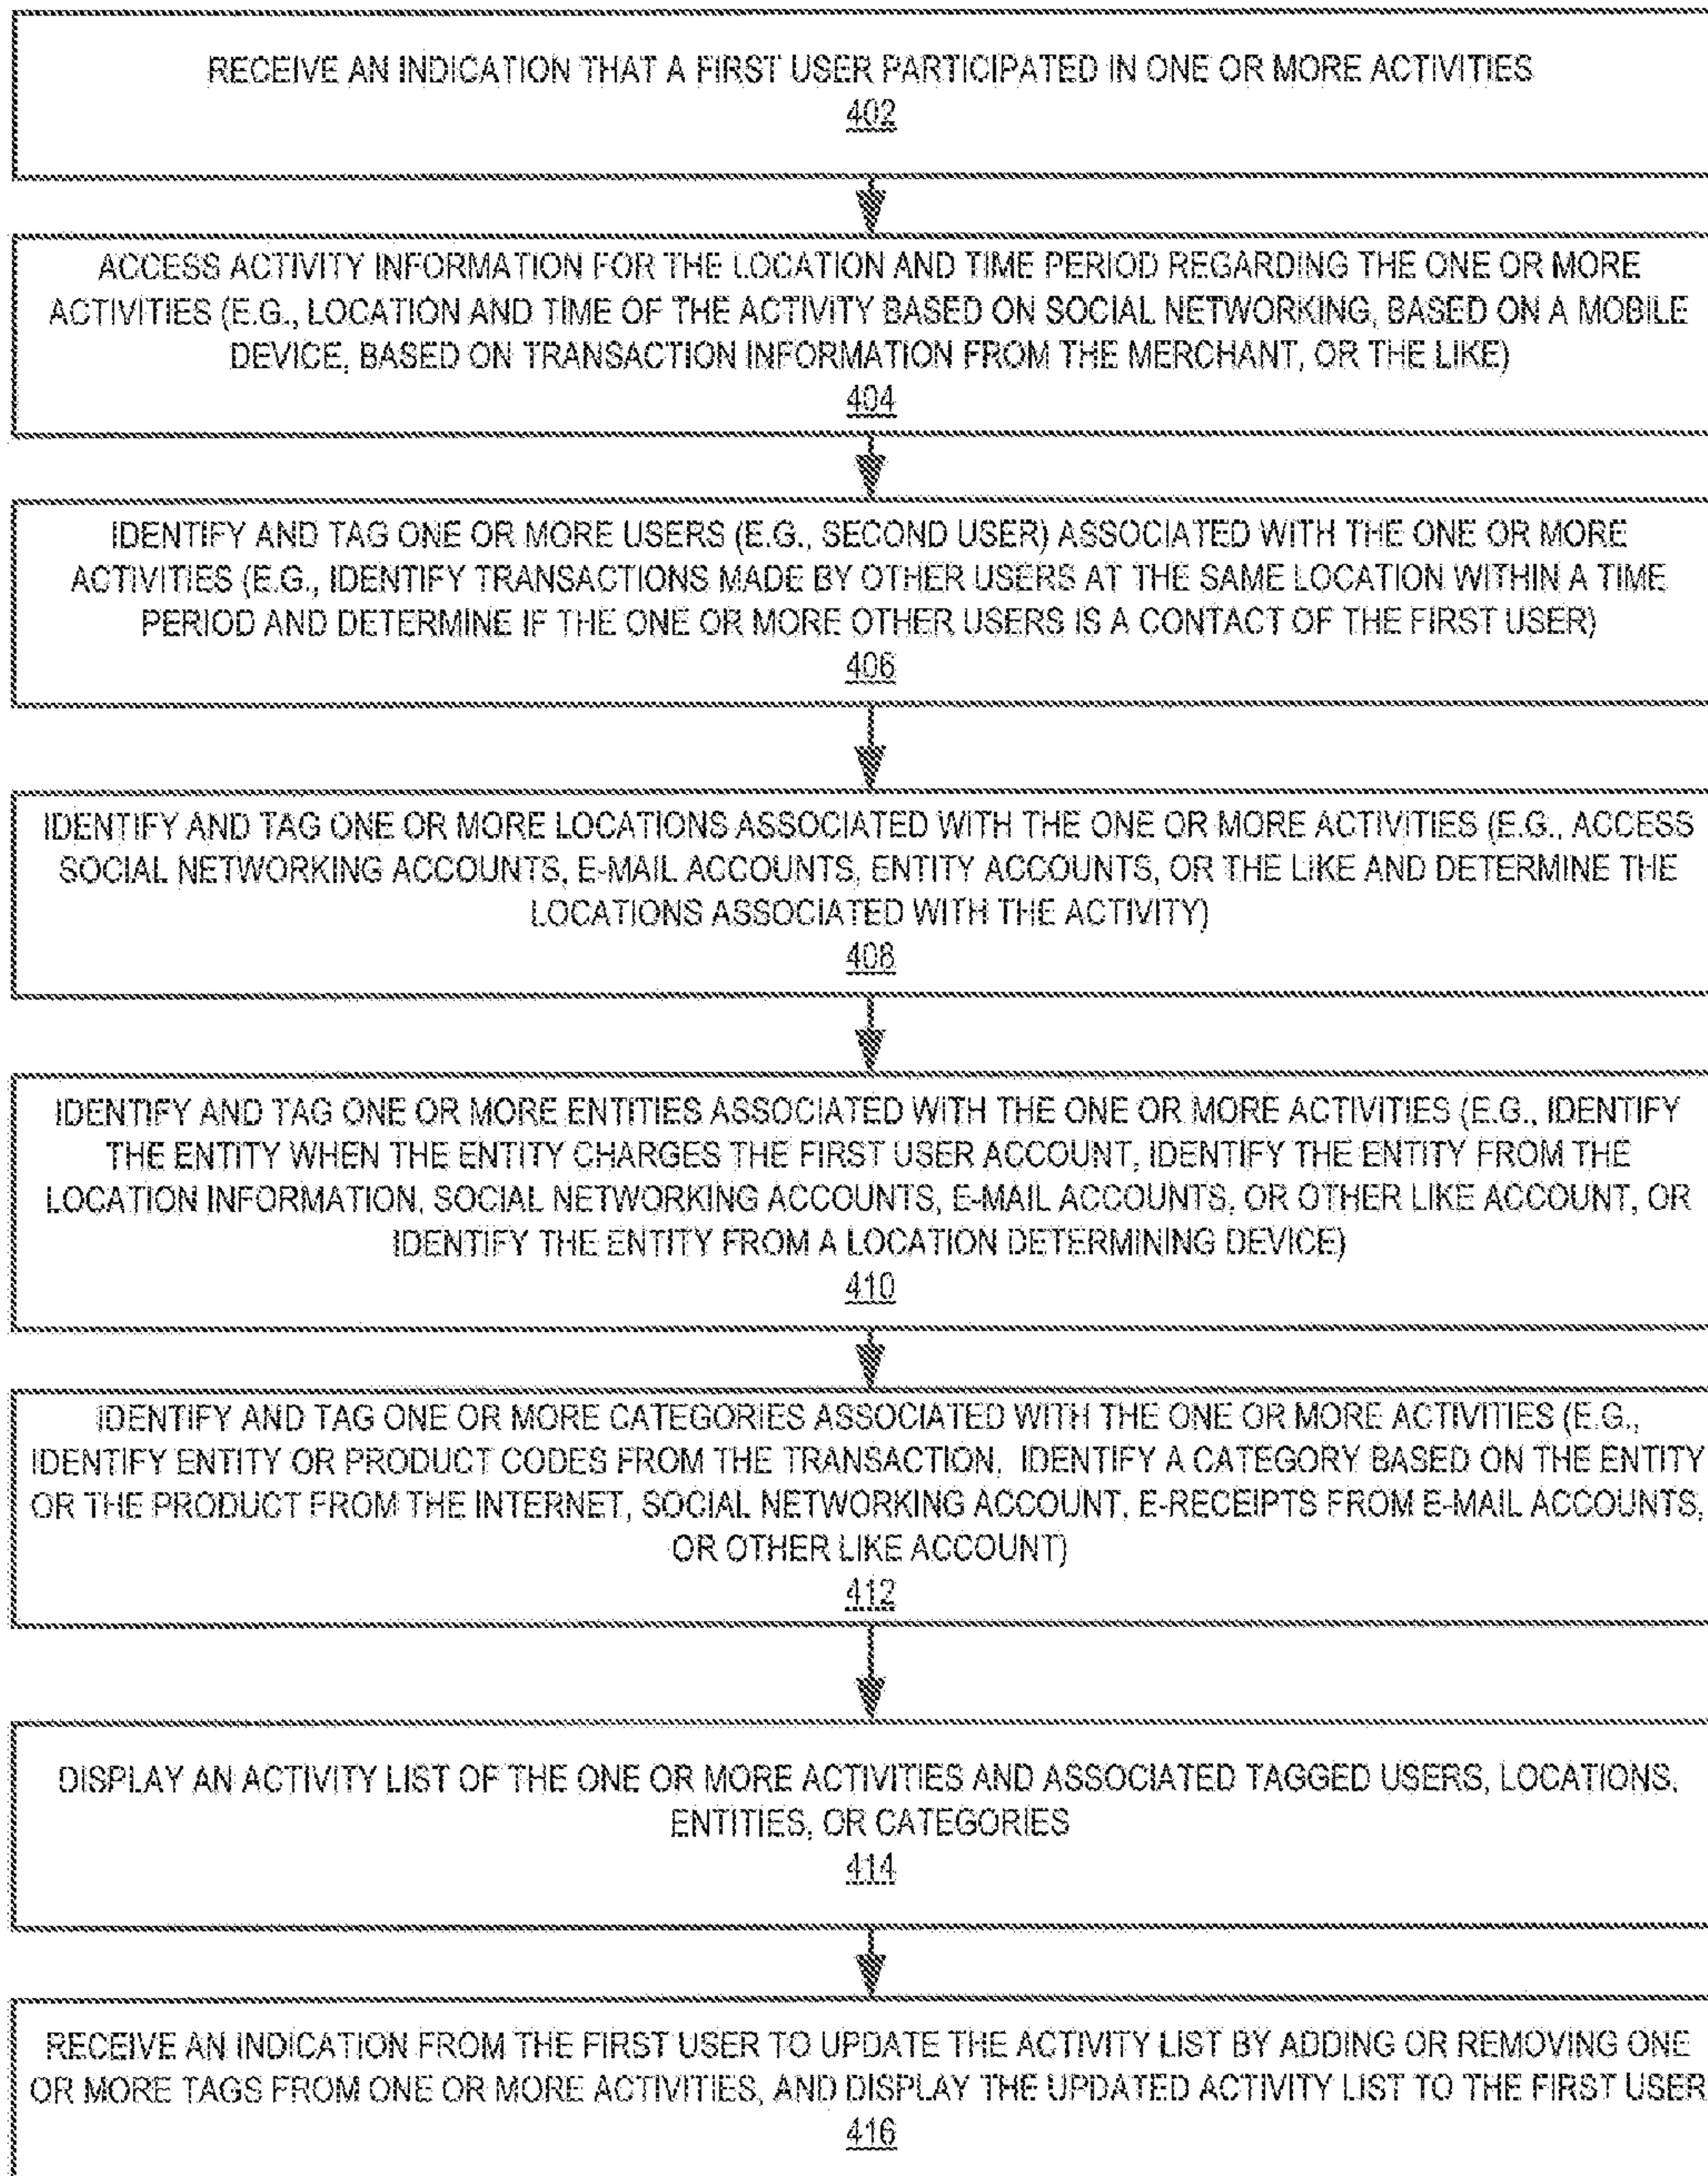 RECEIVE AN INDICATION THAT A FIRST USER PARTICIPATED IN ONE OR MORE ACTIVITIES
402
ACCESS ACTIVITY INFORMATION FOR THE LOCATION AND TIME PERIOD REGARDING THE ONE OR MORE
ACTIVITIES (E.G., LOCATION AND TIME OF THE ACTIVITY BASED ON SOCIAL NETWORKING, BASED ON A MOBILE
DEVICE, BASED ON TRANSACTION INFORMATION FROM THE MERCHANT, OR THE LIKE)
404
IDENTIFY AND TAG ONE OR MORE USERS (E.G., SECOND USER) ASSOCIATED WITH THE ONE OR MORE
ACTIVITIES (E.G., IDENTIFY TRANSACTIONS MADE BY OTHER USERS AT THE SAME LOCATION WITHIN A TIME
PERIOD AND DETERMINE IF THE ONE OR MORE OTHER USERS IS A CONTACT OF THE FIRST USER)
406
IDENTIFY AND TAG ONE OR MORE LOCATIONS ASSOCIATED WITH THE ONE OR MORE ACTIVITIES (E.G., ACCESS
SOCIAL NETWORKING ACCOUNTS, E-MAIL ACCOUNTS, ENTITY ACCOUNTS, OR THE LIKE AND DETERMINE THE
LOCATIONS ASSOCIATED WITH THE ACTIVITY)
408
IDENTIFY AND TAG ONE OR MORE ENTITIES ASSOCIATED WITH THE ONE OR MORE ACTIVITIES (E.G., IDENTIFY
THE ENTITY WHEN THE ENTITY CHARGES THE FIRST USER ACCOUNT, IDENTIFY THE ENTITY FROM THE
LOCATION INFORMATION, SOCIAL NETWORKING ACCOUNTS, E-MAIL ACCOUNTS, OR OTHER LIKE ACCOUNT, OR
IDENTIFY THE ENTITY FROM A LOCATION DETERMINING DEVICE)
410
IDENTIFY AND TAG ONE OR MORE CATEGORIES ASSOCIATED WITH THE ONE OR MORE ACTIVITIES (E.G.,
IDENTIFY ENTITY OR PRODUCT CODES FROM THE TRANSACTION, IDENTIFY A CATEGORY BASED ON THE ENTITY
OR THE PRODUCT FROM THE INTERNET, SOCIAL NETWORKING ACCOUNT, E-RECEIPTS FROM E-MAIL ACCOUNTS,
OR OTHER LIKE ACCOUNT)
412
DISPLAY AN ACTIVITY LIST OF THE ONE OR MORE ACTIVITIES AND ASSOCIATED TAGGED USERS, LOCATIONS,
ENTITIES, OR CATEGORIES
414
RECEIVE AN INDICATION FROM THE FIRST USER TO UPDATE THE ACTIVITY LIST BY ADDING OR REMOVING ONE
OR MORE TAGS FROM ONE OR MORE ACTIVITIES, AND DISPLAY THE UPDATED ACTIVITY LIST TO THE FIRST USER
416